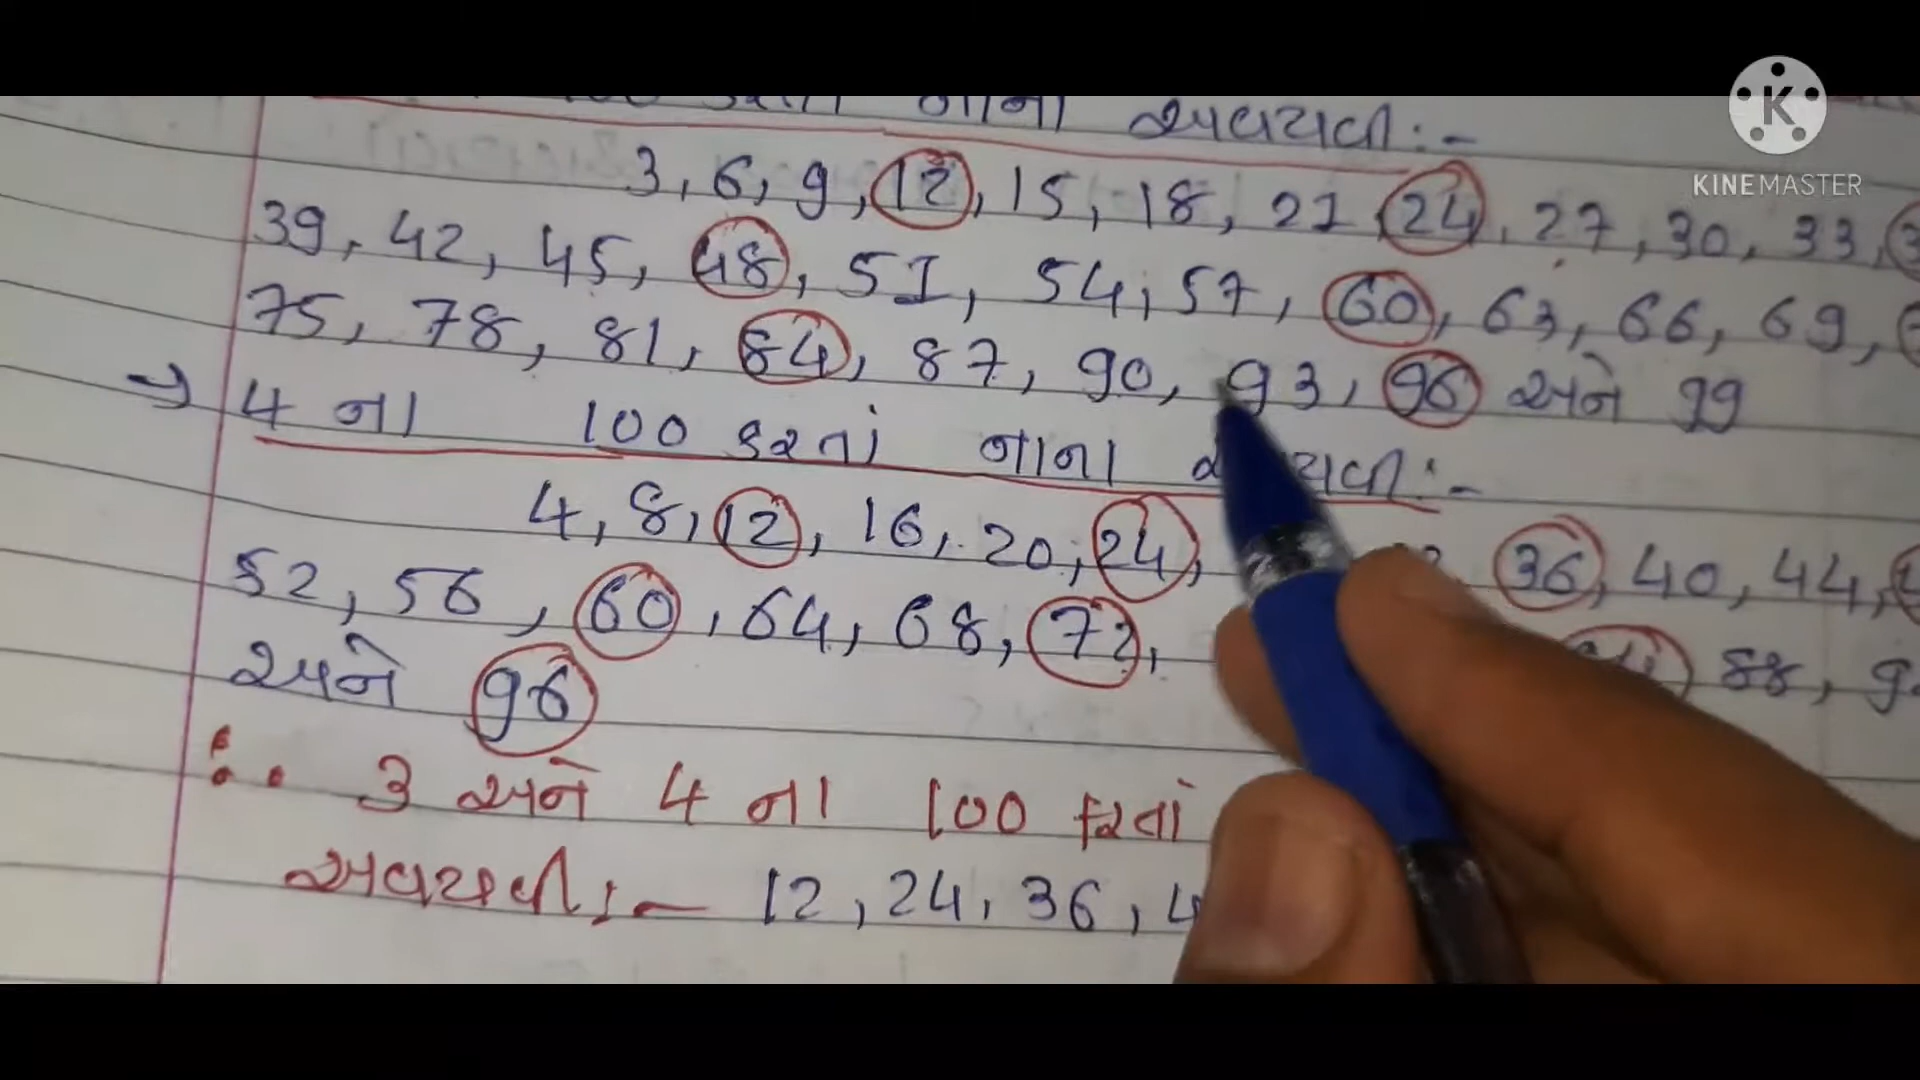 100 કરતાં નાના અવયવી :-
3, 6, 9, 12, 15, 18, 21, 24, 27, 30, 33,
39, 42, 45, 48, 51, 54, 57, 60, 63, 66, 69,
75, 78, 81, 84, 87, 90, 93, 96 અને 99
→ 4 ના 100 કરતાં નાના :-
4, 8, 12, 16, 20, 24, 36, 40, 44,
52, 56, 60, 64, 68, 72, 88,
અને 96
∴ 3 અને 4 ના 100 કરતાં
અવયવી :- 12, 24, 36, 4
KINEMASTER